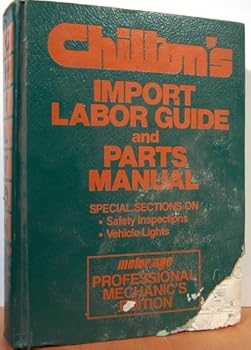 Chilton's
IMPORT
LABOR GUIDE
and
PARTS
MANUAL
SPECIAL SECTIONS ON
• Safety Inspections
• Vehicle Lights
motor age
PROFESSIONAL
MECHANIC'S
EDITION